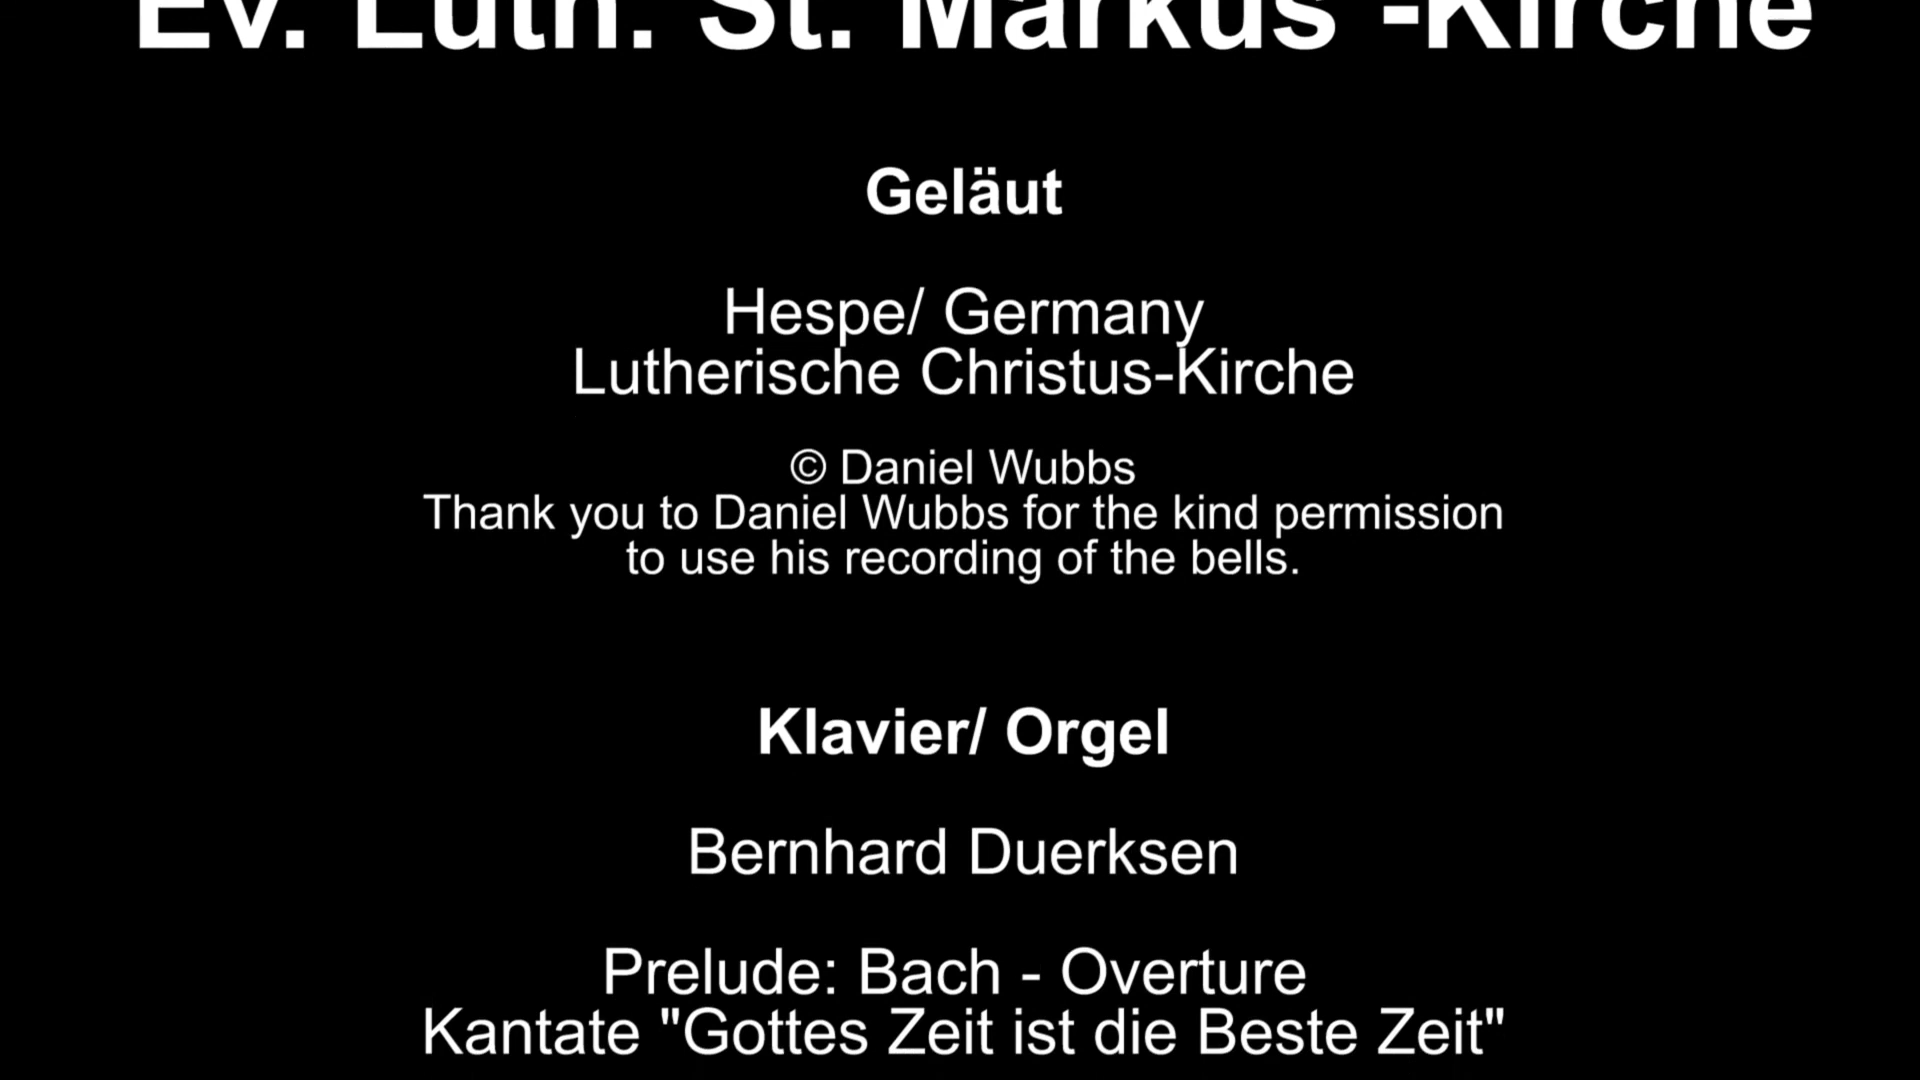 Ev. Luth. St. Markus -Kirche
Geläut
Hespe/ Germany
Lutherische Christus-Kirche
© Daniel Wubbs
Thank you to Daniel Wubbs for the kind permission
to use his recording of the bells.
Klavier/ Orgel
Bernhard Duerksen
Prelude: Bach - Overture
Kantate "Gottes Zeit ist die Beste Zeit"